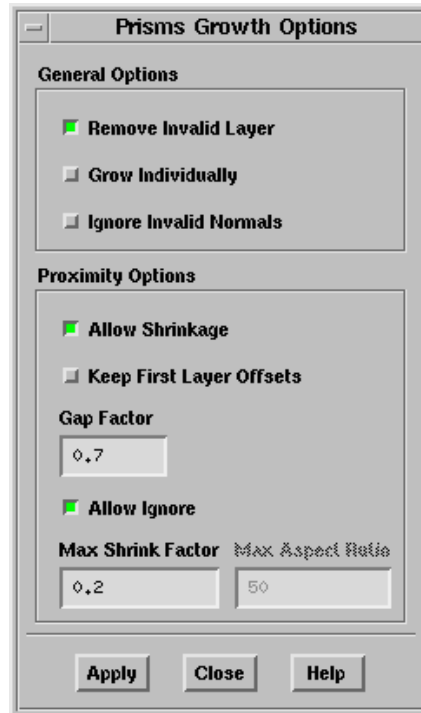 Prisms Growth Options
General Options
Remove Invalid Layer
Grow Individually
Ignore Invalid Normals
Proximity Options
Allow Shrinkage
Keep First Layer Offsets
Gap Factor
0.7
Allow Ignore
Max Shrink Factor Max Aspect Ratio
0.2 50
Apply Close Help